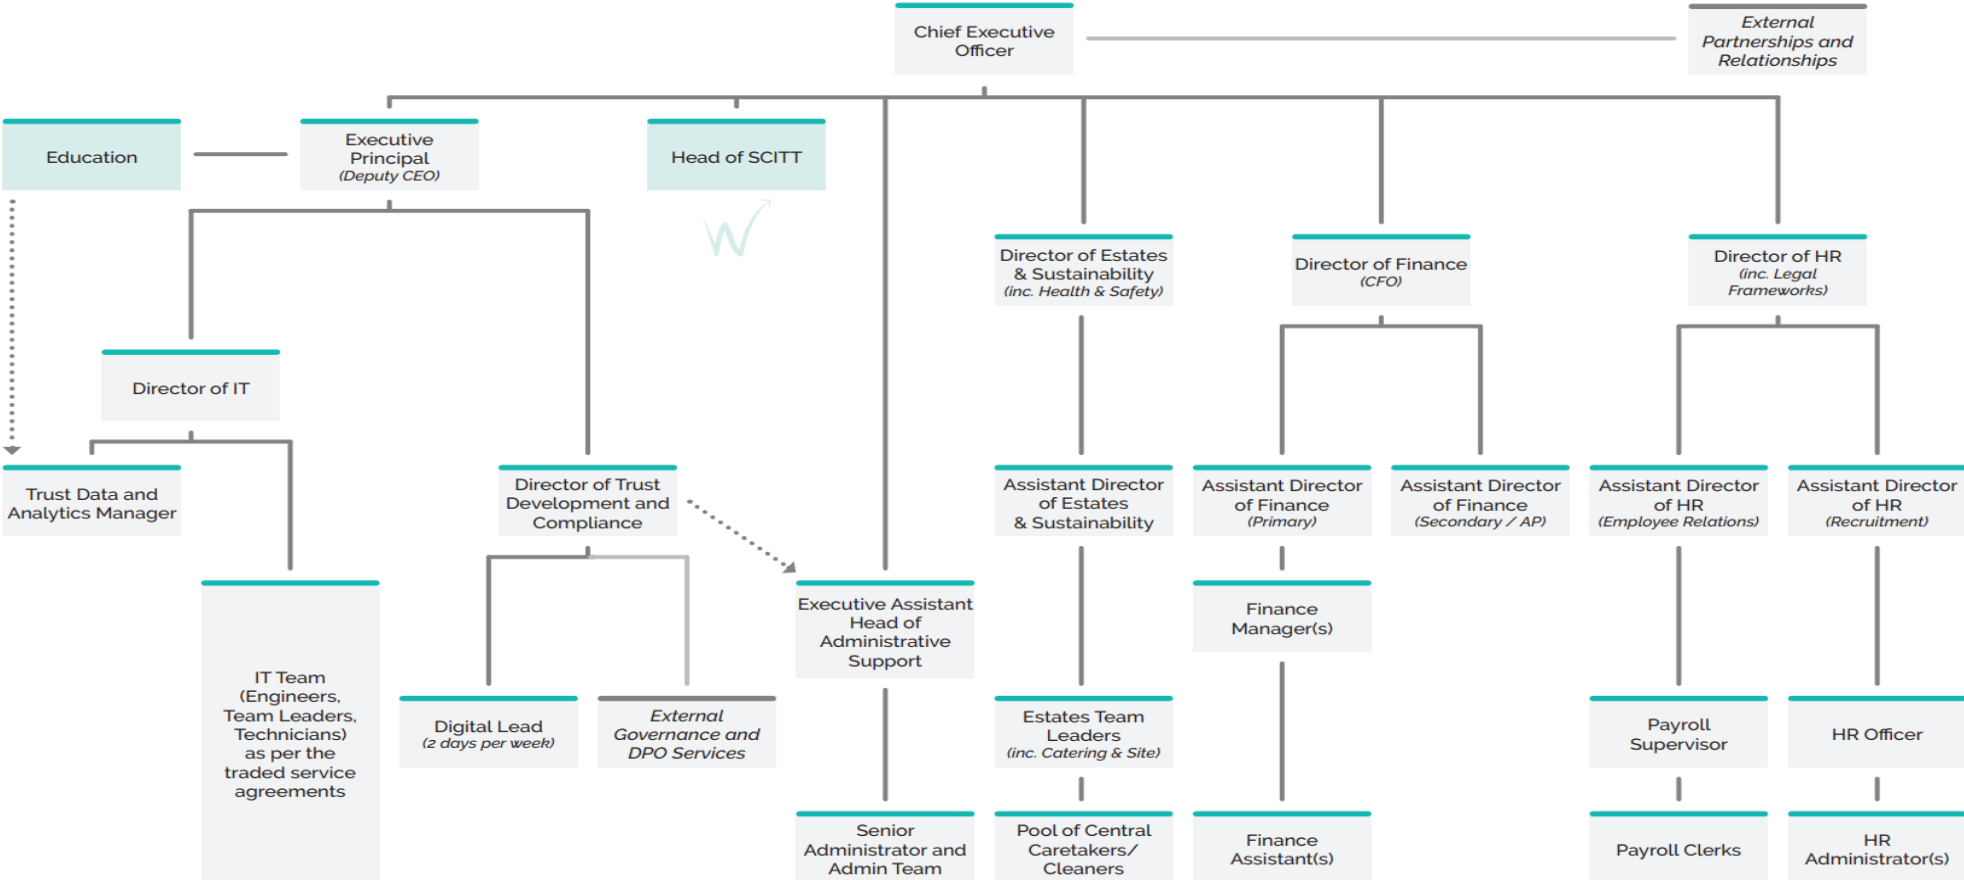 Chief Executive
Officer
External
Partnerships and
Relationships
Education
Executive
Principal
(Deputy CEO)
Head of SCITT
Director of Estates
& Sustainability
(inc. Health & Safety)
Director of Finance
(CFO)
Director of HR
(inc. Legal
Frameworks)
Director of IT
Trust Data and
Analytics Manager
Director of Trust
Development and
Compliance
Assistant Director
of Estates
& Sustainability
Assistant Director
of Finance
(Primary)
Assistant Director
of Finance
(Secondary / AP)
Assistant Director
of HR
(Employee Relations)
Assistant Director
of HR
(Recruitment)
IT Team
(Engineers,
Team Leaders,
Technicians)
as per the
traded service
agreements
Executive Assistant
Head of
Administrative
Support
Finance
Manager(s)
Digital Lead
(2 days per week)
External
Governance and
DPO Services
Estates Team
Leaders
(inc. Catering & Site)
Payroll
Supervisor
HR Officer
Senior
Administrator and
Admin Team
Pool of Central
Caretakers/
Cleaners
Finance
Assistant(s)
Payroll Clerks
HR
Administrator(s)